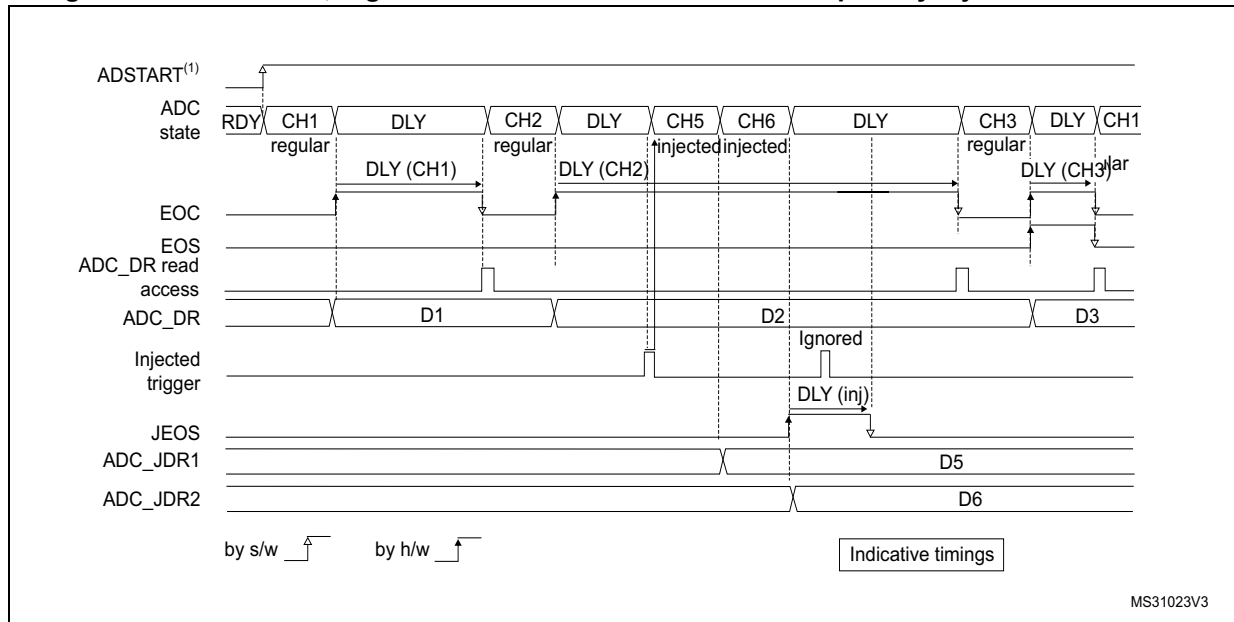 ADSTART(1)
ADC state
RDY CH1 DLY CH2 DLY CH5 CH6 DLY CH3 DLY CH1
regular regular injected injected regular
DLY (CH1) DLY (CH2) DLY (CH3) lar
EOC
EOS
ADC_DR read access
ADC_DR D1 D2 D3
Ignored
Injected trigger
DLY (inj)
JEOS
ADC_JDR1 D5
ADC_JDR2 D6
by s/w by h/w Indicative timings
MS31023V3